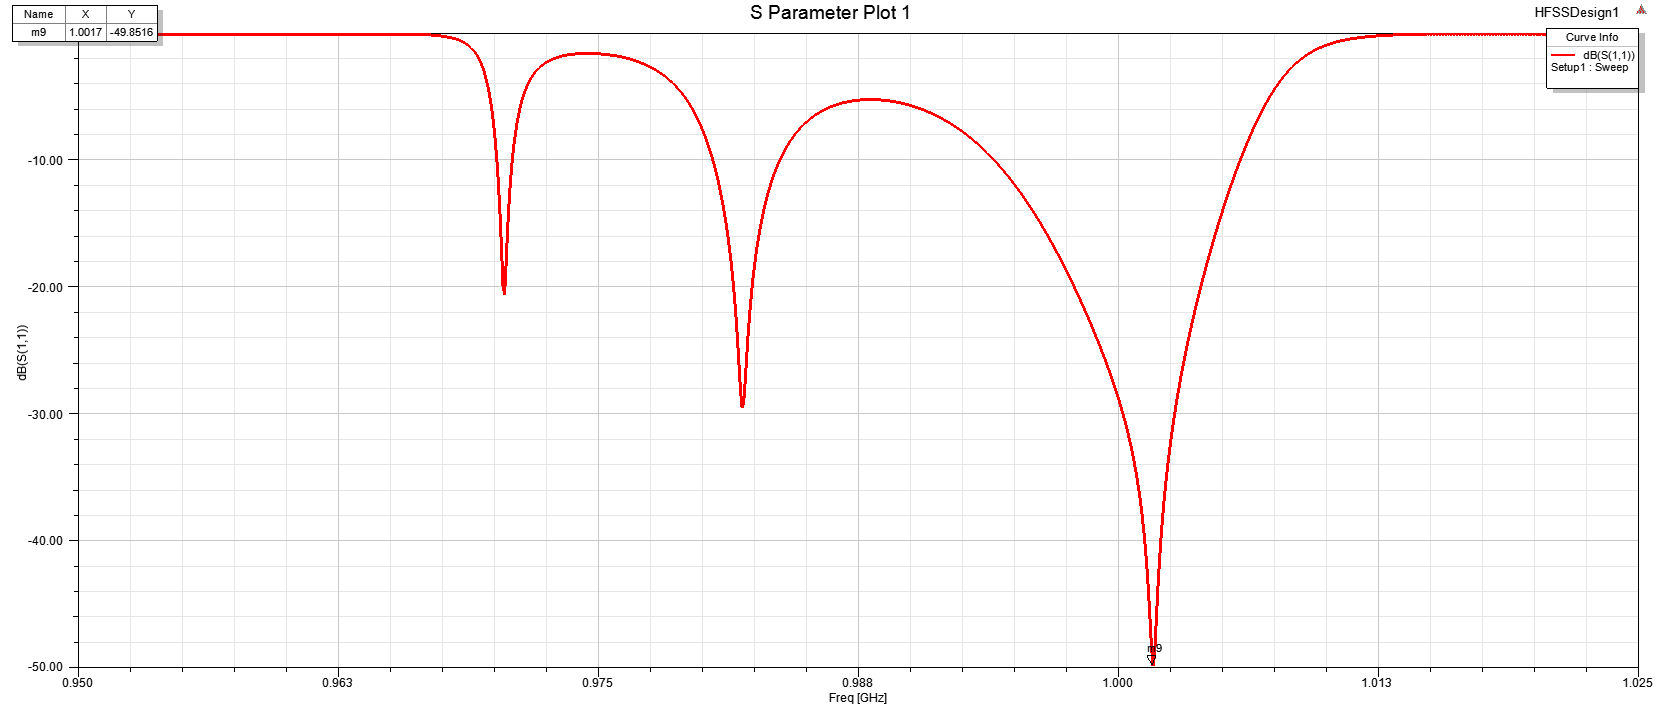 S Parameter Plot 1
HFSSDesign1
Name X Y
m9 1.0017 -49.8516
Curve Info
dB(S(1,1))
Setup1 : Sweep
-10.00
-20.00
-30.00
-40.00
-50.00
dB(S(1,1))
m9
0.950 0.963 0.975 0.988 1.000 1.013 1.025
Freq [GHz]